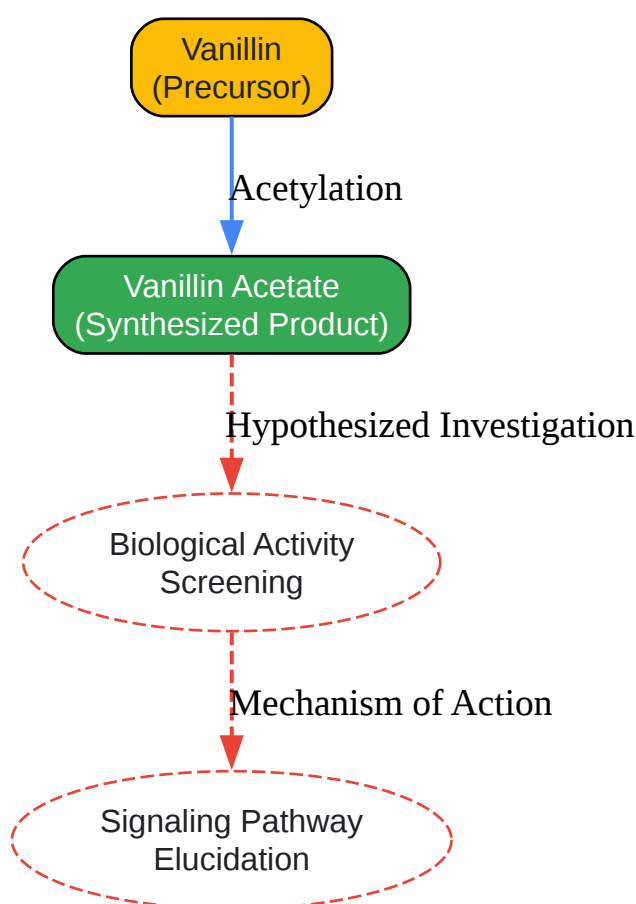 Vanillin
(Precursor)
Acetylation
Vanillin Acetate
(Synthesized Product)
Hypothesized Investigation
Biological Activity
Screening
Mechanism of Action
Signaling Pathway
Elucidation